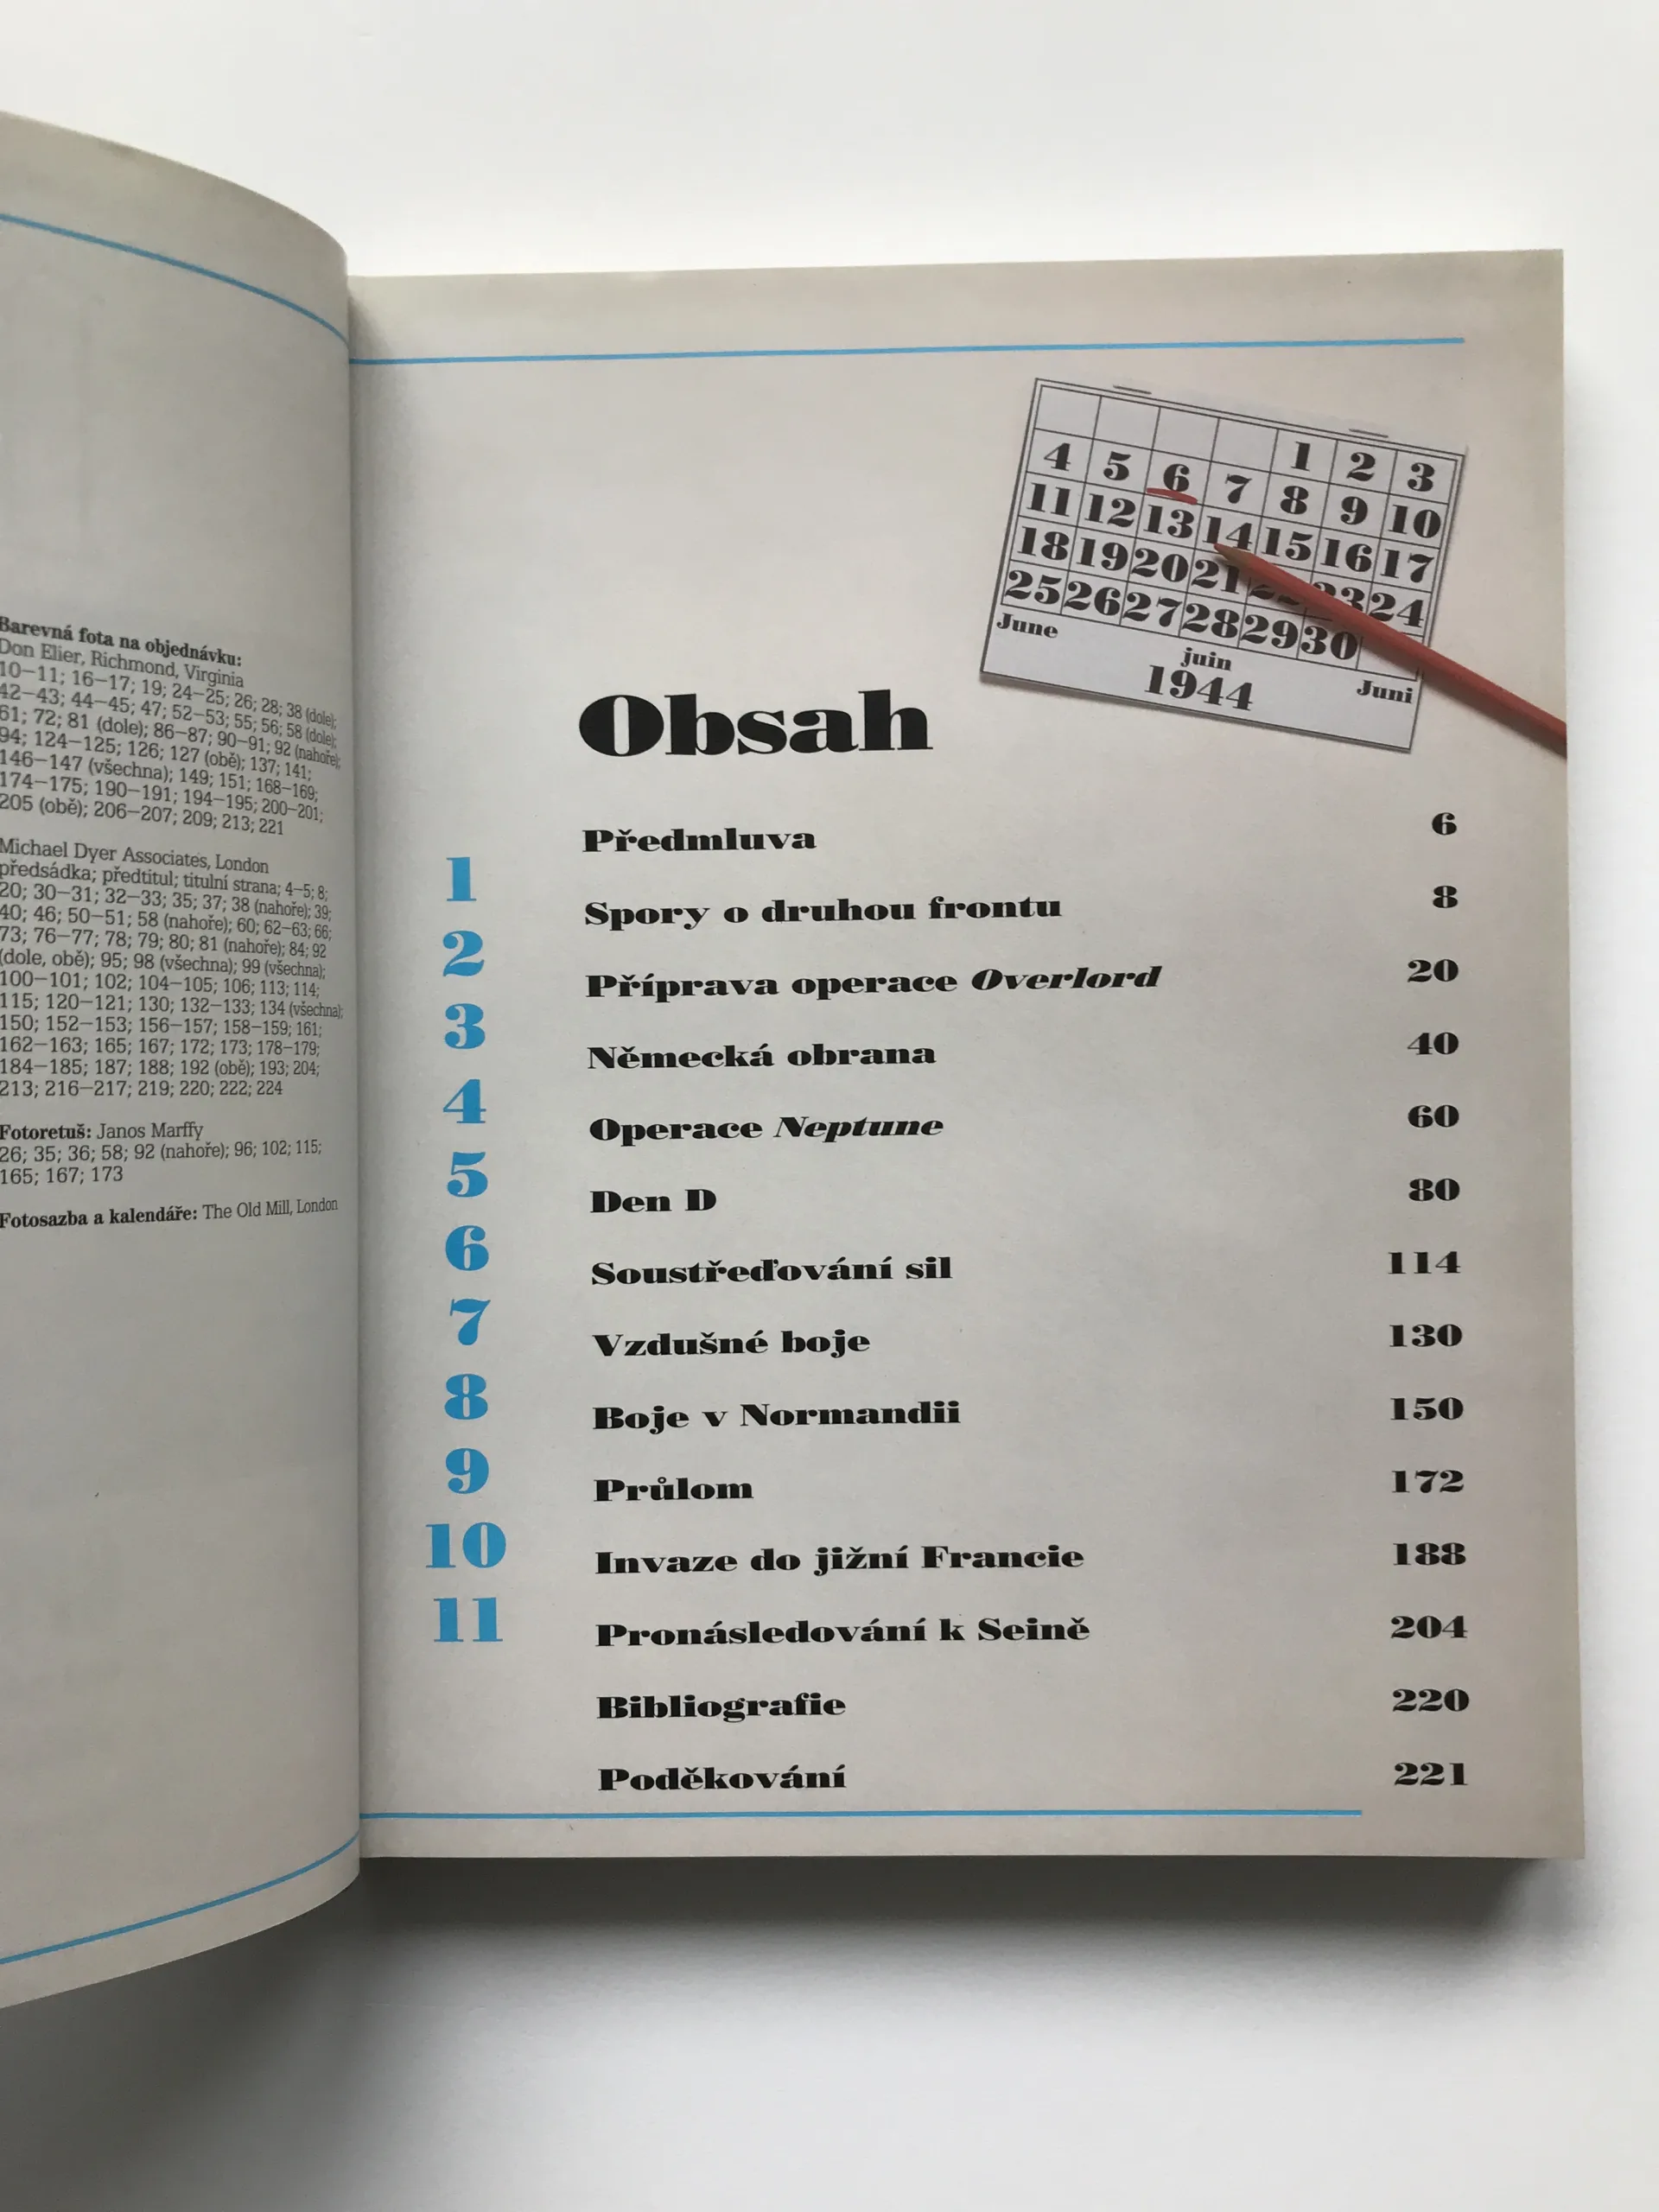 Barevná fota na objednávku:
Don Elier, Richmond, Virginia
10–11; 16–17; 19; 24–25; 26; 28; 38 (dole);
42–43; 44–45; 47; 52–53; 55; 56; 58 (dole);
61; 72; 81 (dole); 86–87; 90–91; 92 (nahoře);
94; 124–125; 126; 127 (obě); 137; 141;
146–147 (všechna); 149; 151; 168–169;
174–175; 190–191; 194–195; 200–201;
205 (obě); 206–207; 209; 213; 221
Michael Dyer Associates, London
předsádka; předtitul; titulní strana; 4–5; 8;
20; 30–31; 32–33; 35; 37; 38 (nahoře); 39;
40; 46; 50–51; 58 (nahoře); 60; 62–63; 66;
73; 76–77; 78; 79; 80; 81 (nahoře); 84; 92
(dole, obě); 95; 98 (všechna); 99 (všechna);
100–101; 102; 104–105; 106; 113; 114;
115; 120–121; 130; 132–133; 134 (všechna);
150; 152–153; 156–157; 158–159; 161;
162–163; 165; 167; 172; 173; 178–179;
184–185; 187; 188; 192 (obě); 193; 204;
213; 216–217; 219; 220; 222; 224
Fotoretuš: Janos Marffy
26; 35; 36; 58; 92 (nahoře); 96; 102; 115;
165; 167; 173
Fotosazba a kalendáře: The Old Mill, London
1 2 3
4 5 6 7 8 9 10
11 12 13 14 15 16 17
18 19 20 21 22 23 24
25 26 27 28 29 30
June juin Juni
1944
Obsah
Předmluva 6
1 Spory o druhou frontu 8
2 Příprava operace Overlord 20
3 Německá obrana 40
4 Operace Neptune 60
5 Den D 80
6 Soustřeďování sil 114
7 Vzdušné boje 130
8 Boje v Normandii 150
9 Průlom 172
10 Invaze do jižní Francie 188
11 Pronásledování k Seině 204
Bibliografie 220
Poděkování 221